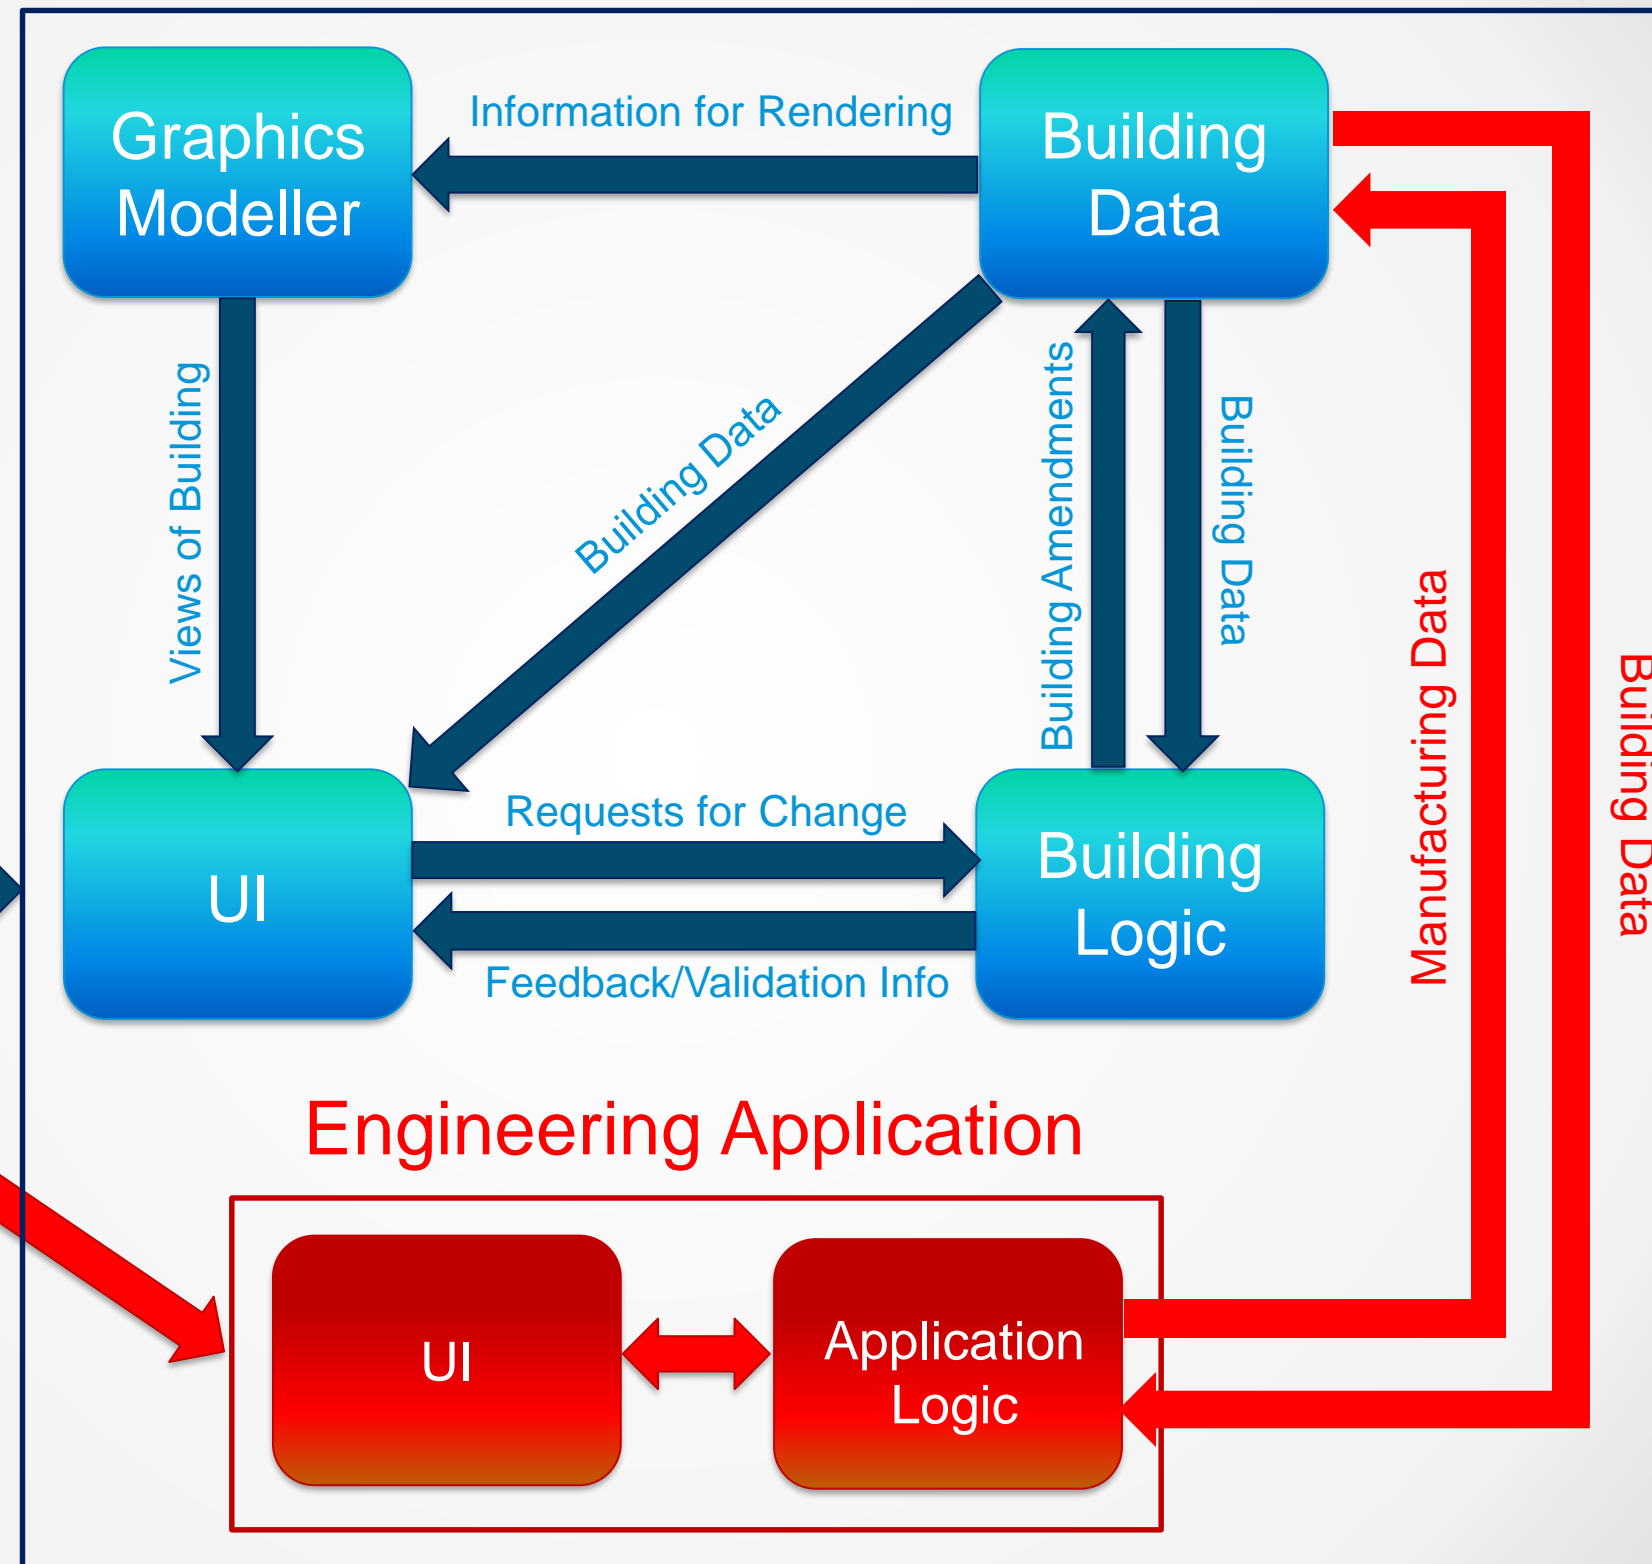 Graphics
Modeller
Information for Rendering
Building
Data
Views of Building
Building Data
Building Amendments
Building Data
Manufacturing Data
Building Data
UI
Requests for Change
Feedback/Validation Info
Building
Logic
Engineering Application
UI
Application
Logic